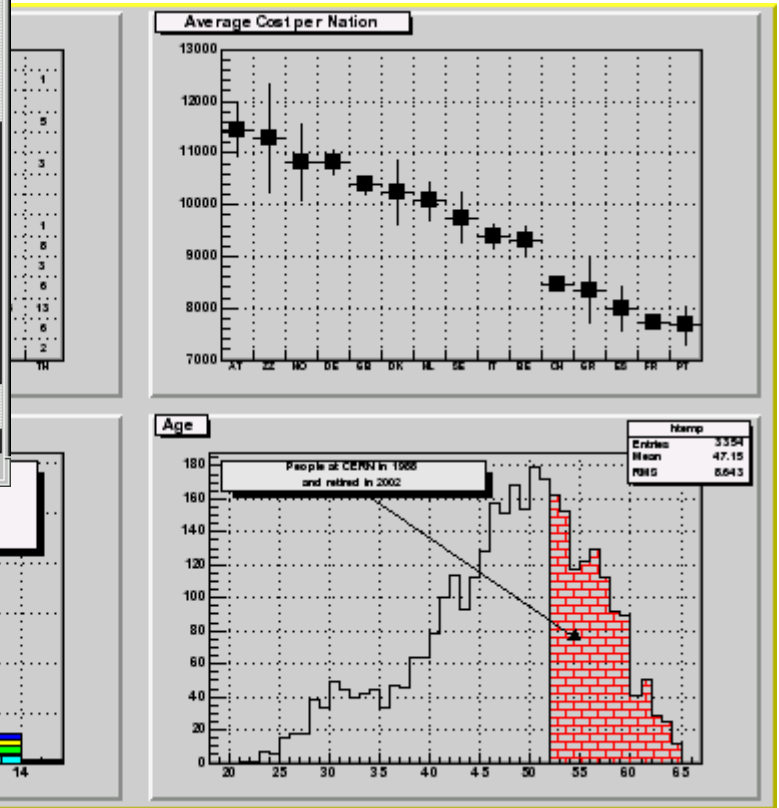 Average Cost per Nation
13000
12000
11000
10000
9000
8000
7000
AT ZZ NO DE GB DK NL SE IT BE CH GR ES FR PT
1
5
3
1
8
3
6
13
6
2
TH
Age
htemp
Entries 3354
Mean 47.15
RMS 8.643
People at CERN in 1988
and retired in 2002
180
160
140
120
100
80
60
40
20
0
20 25 30 35 40 45 50 55 60 65
14